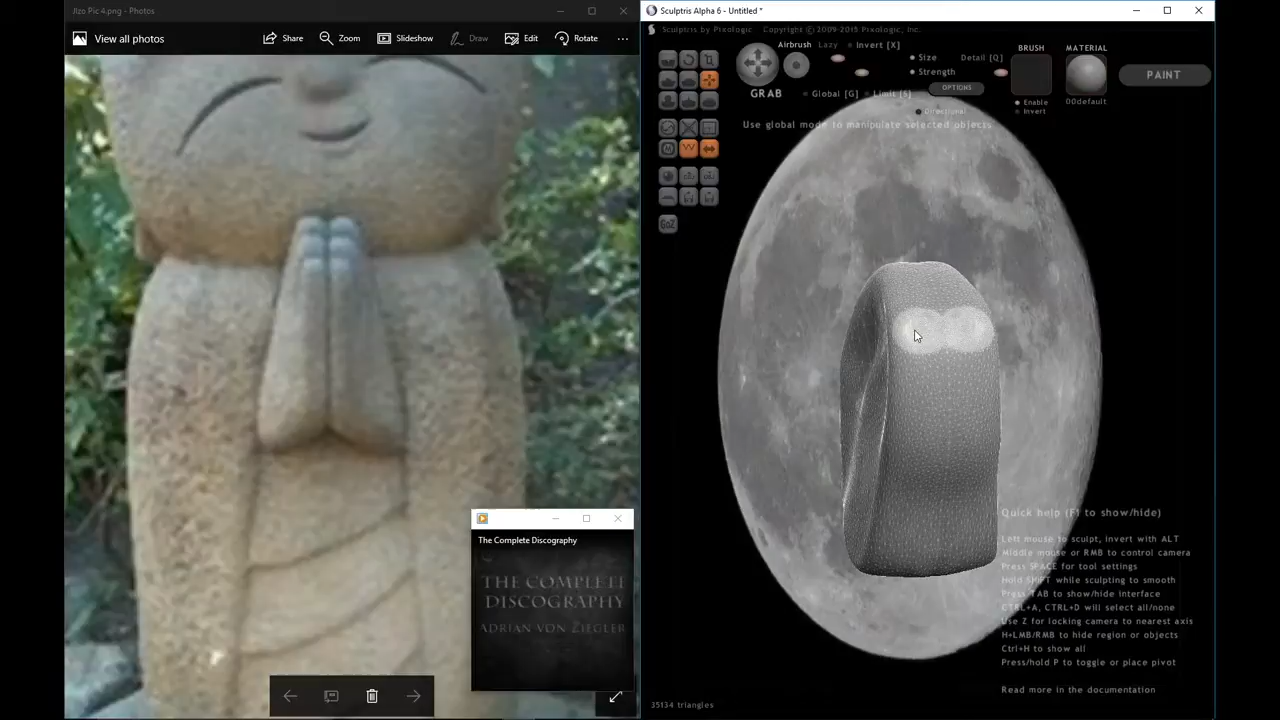 JIzo Pic4.png - Photos
View all photos
Share
Zoom
Slideshow
Draw
Edit
Rotate
The Complete Discography
THE COMPLETE
DISCOGRAPHY
ADRIAN VON ZIEGLER
Sculptris Alpha 6 - Untitled *
Sculptris by Pixologic, Copyright © 2009-2015 Pixologic, Inc.
Airbrush Lazy Invert [X]
Size Detail [Q]
Strength
GRAB
Global [G] Limit [S]
OPTIONS
Directional
BRUSH
Enable
Invert
MATERIAL
00default
PAINT
Use global mode to manipulate selected objects
GoZ
Quick help (F1 to show/hide)
Left mouse to sculpt, invert with ALT
Middle mouse or RMB to control camera
Press SPACE for tool settings
Hold SHIFT while sculpting to smooth
Press TAB to show/hide interface
CTRL+A, CTRL+D will select all/none
Use Z for locking camera to nearest axis
H+LMB/RMB to hide region or objects
Ctrl+H to show all
Press/hold P to toggle or place pivot
Read more in the documentation
35134 triangles